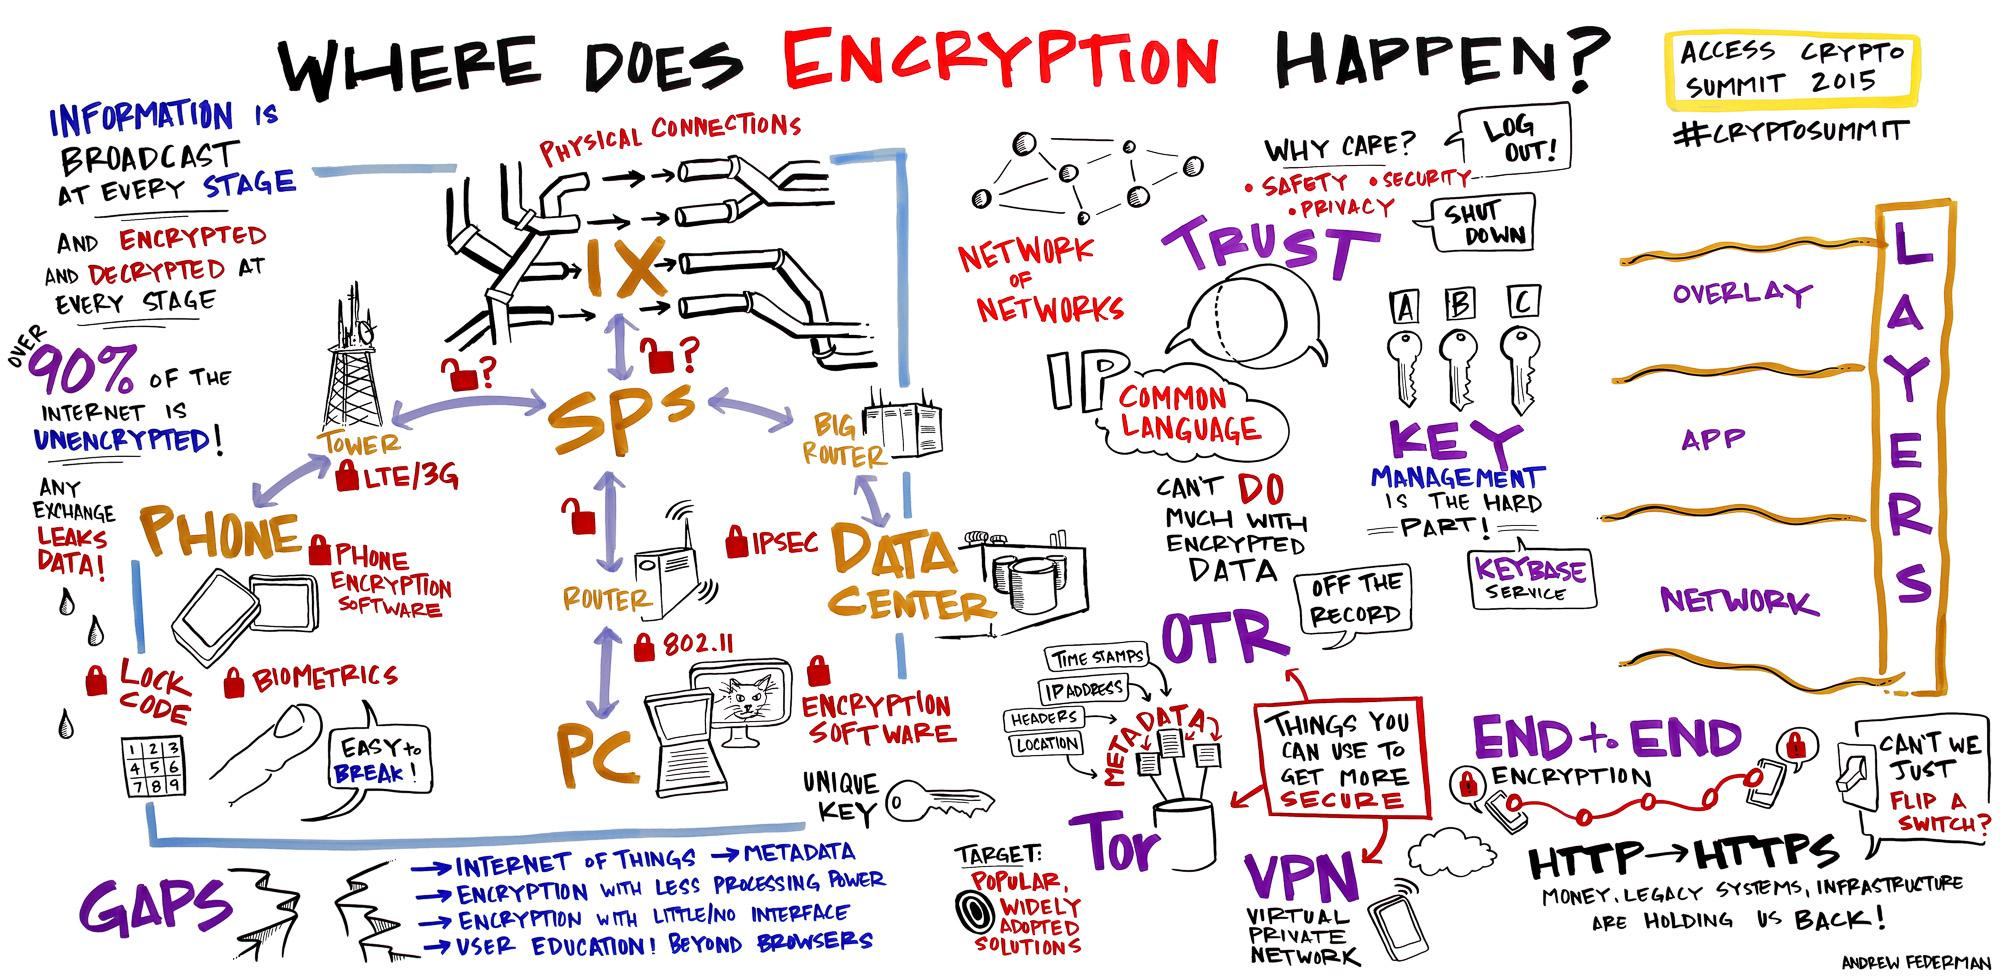 WHERE DOES ENCRYPTION HAPPEN?
ACCESS CRYPTO
SUMMIT 2015
#CRYPTOSUMMIT
INFORMATION IS
BROADCAST
AT EVERY STAGE
AND ENCRYPTED
AND DECRYPTED AT
EVERY STAGE
OVER
90% OF THE
INTERNET IS
UNENCRYPTED!
ANY
EXCHANGE
LEAKS
DATA!
PHYSICAL CONNECTIONS
IX
?
?
SPs
TOWER
LTE/3G
PHONE
PHONE
ENCRYPTION
SOFTWARE
LOCK
CODE
BIOMETRICS
1 2 3
4 5 6
7 8 9
EASY to
BREAK!
ROUTER
802.11
PC
BIG
ROUTER
IPSEC
DATA
CENTER
ENCRYPTION
SOFTWARE
UNIQUE
KEY
GAPS
→ INTERNET OF THINGS → METADATA
→ ENCRYPTION WITH LESS PROCESSING POWER
→ ENCRYPTION WITH LITTLE/NO INTERFACE
→ USER EDUCATION! BEYOND BROWSERS
NETWORK
OF
NETWORKS
WHY CARE?
• SAFETY • SECURITY
• PRIVACY
LOG
OUT!
SHUT
DOWN
TRUST
IP
COMMON
LANGUAGE
CAN'T DO
MUCH WITH
ENCRYPTED
DATA
A B C
KEY
MANAGEMENT
IS THE HARD
PART!
KEYBASE
SERVICE
OTR
OFF THE
RECORD
TIME STAMPS
IP ADDRESS
HEADERS
LOCATION
METADATA
Tor
THINGS YOU
CAN USE TO
GET MORE
SECURE
TARGET:
POPULAR,
WIDELY
ADOPTED
SOLUTIONS
VPN
VIRTUAL
PRIVATE
NETWORK
LAYERS
OVERLAY
APP
NETWORK
END to END
ENCRYPTION
CAN'T WE
JUST
FLIP A
SWITCH?
HTTP→HTTPS
MONEY, LEGACY SYSTEMS, INFRASTRUCTURE
ARE HOLDING US BACK!
ANDREW FEDERMAN